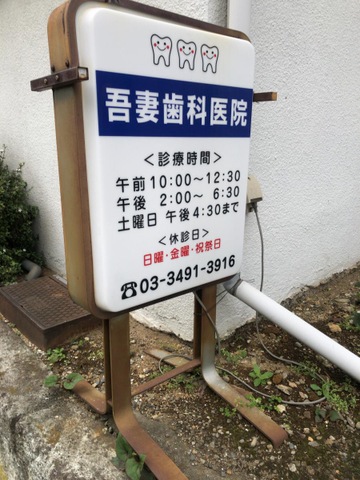 吾妻歯科医院
＜診療時間＞
午前 10:00～12:30
午後 2:00～ 6:30
土曜日 午後4:30まで
＜休診日＞
日曜・金曜・祝祭日
☎03-3491-3916